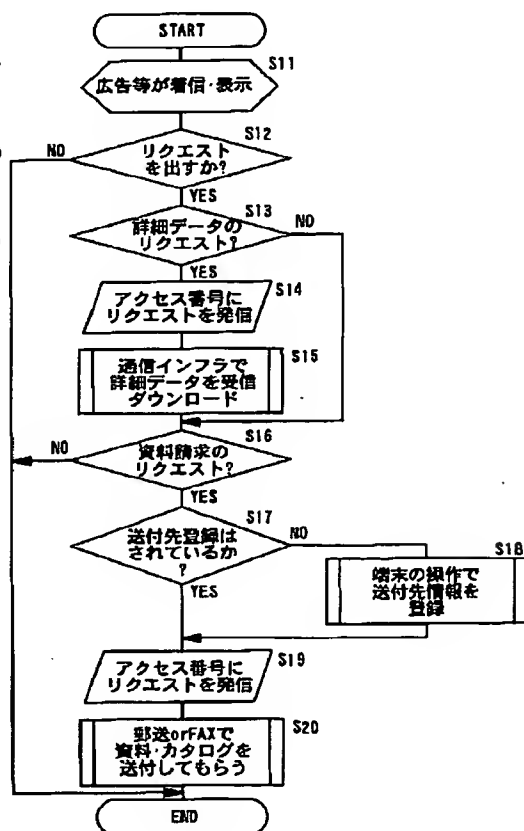 START
S11
広告等が着信・表示
S12
NO
リクエスト
を出すか?
YES
S13
詳細データの
リクエスト?
NO
YES
S14
アクセス番号に
リクエストを発信
S15
通信インフラで
詳細データを受信
ダウンロード
S16
NO
資料請求の
リクエスト?
YES
S17
送付先登録は
されているか
?
NO
YES
S18
端末の操作で
送付先情報を
登録
S19
アクセス番号に
リクエストを発信
S20
郵送orFAXで
資料・カタログを
送付してもらう
END